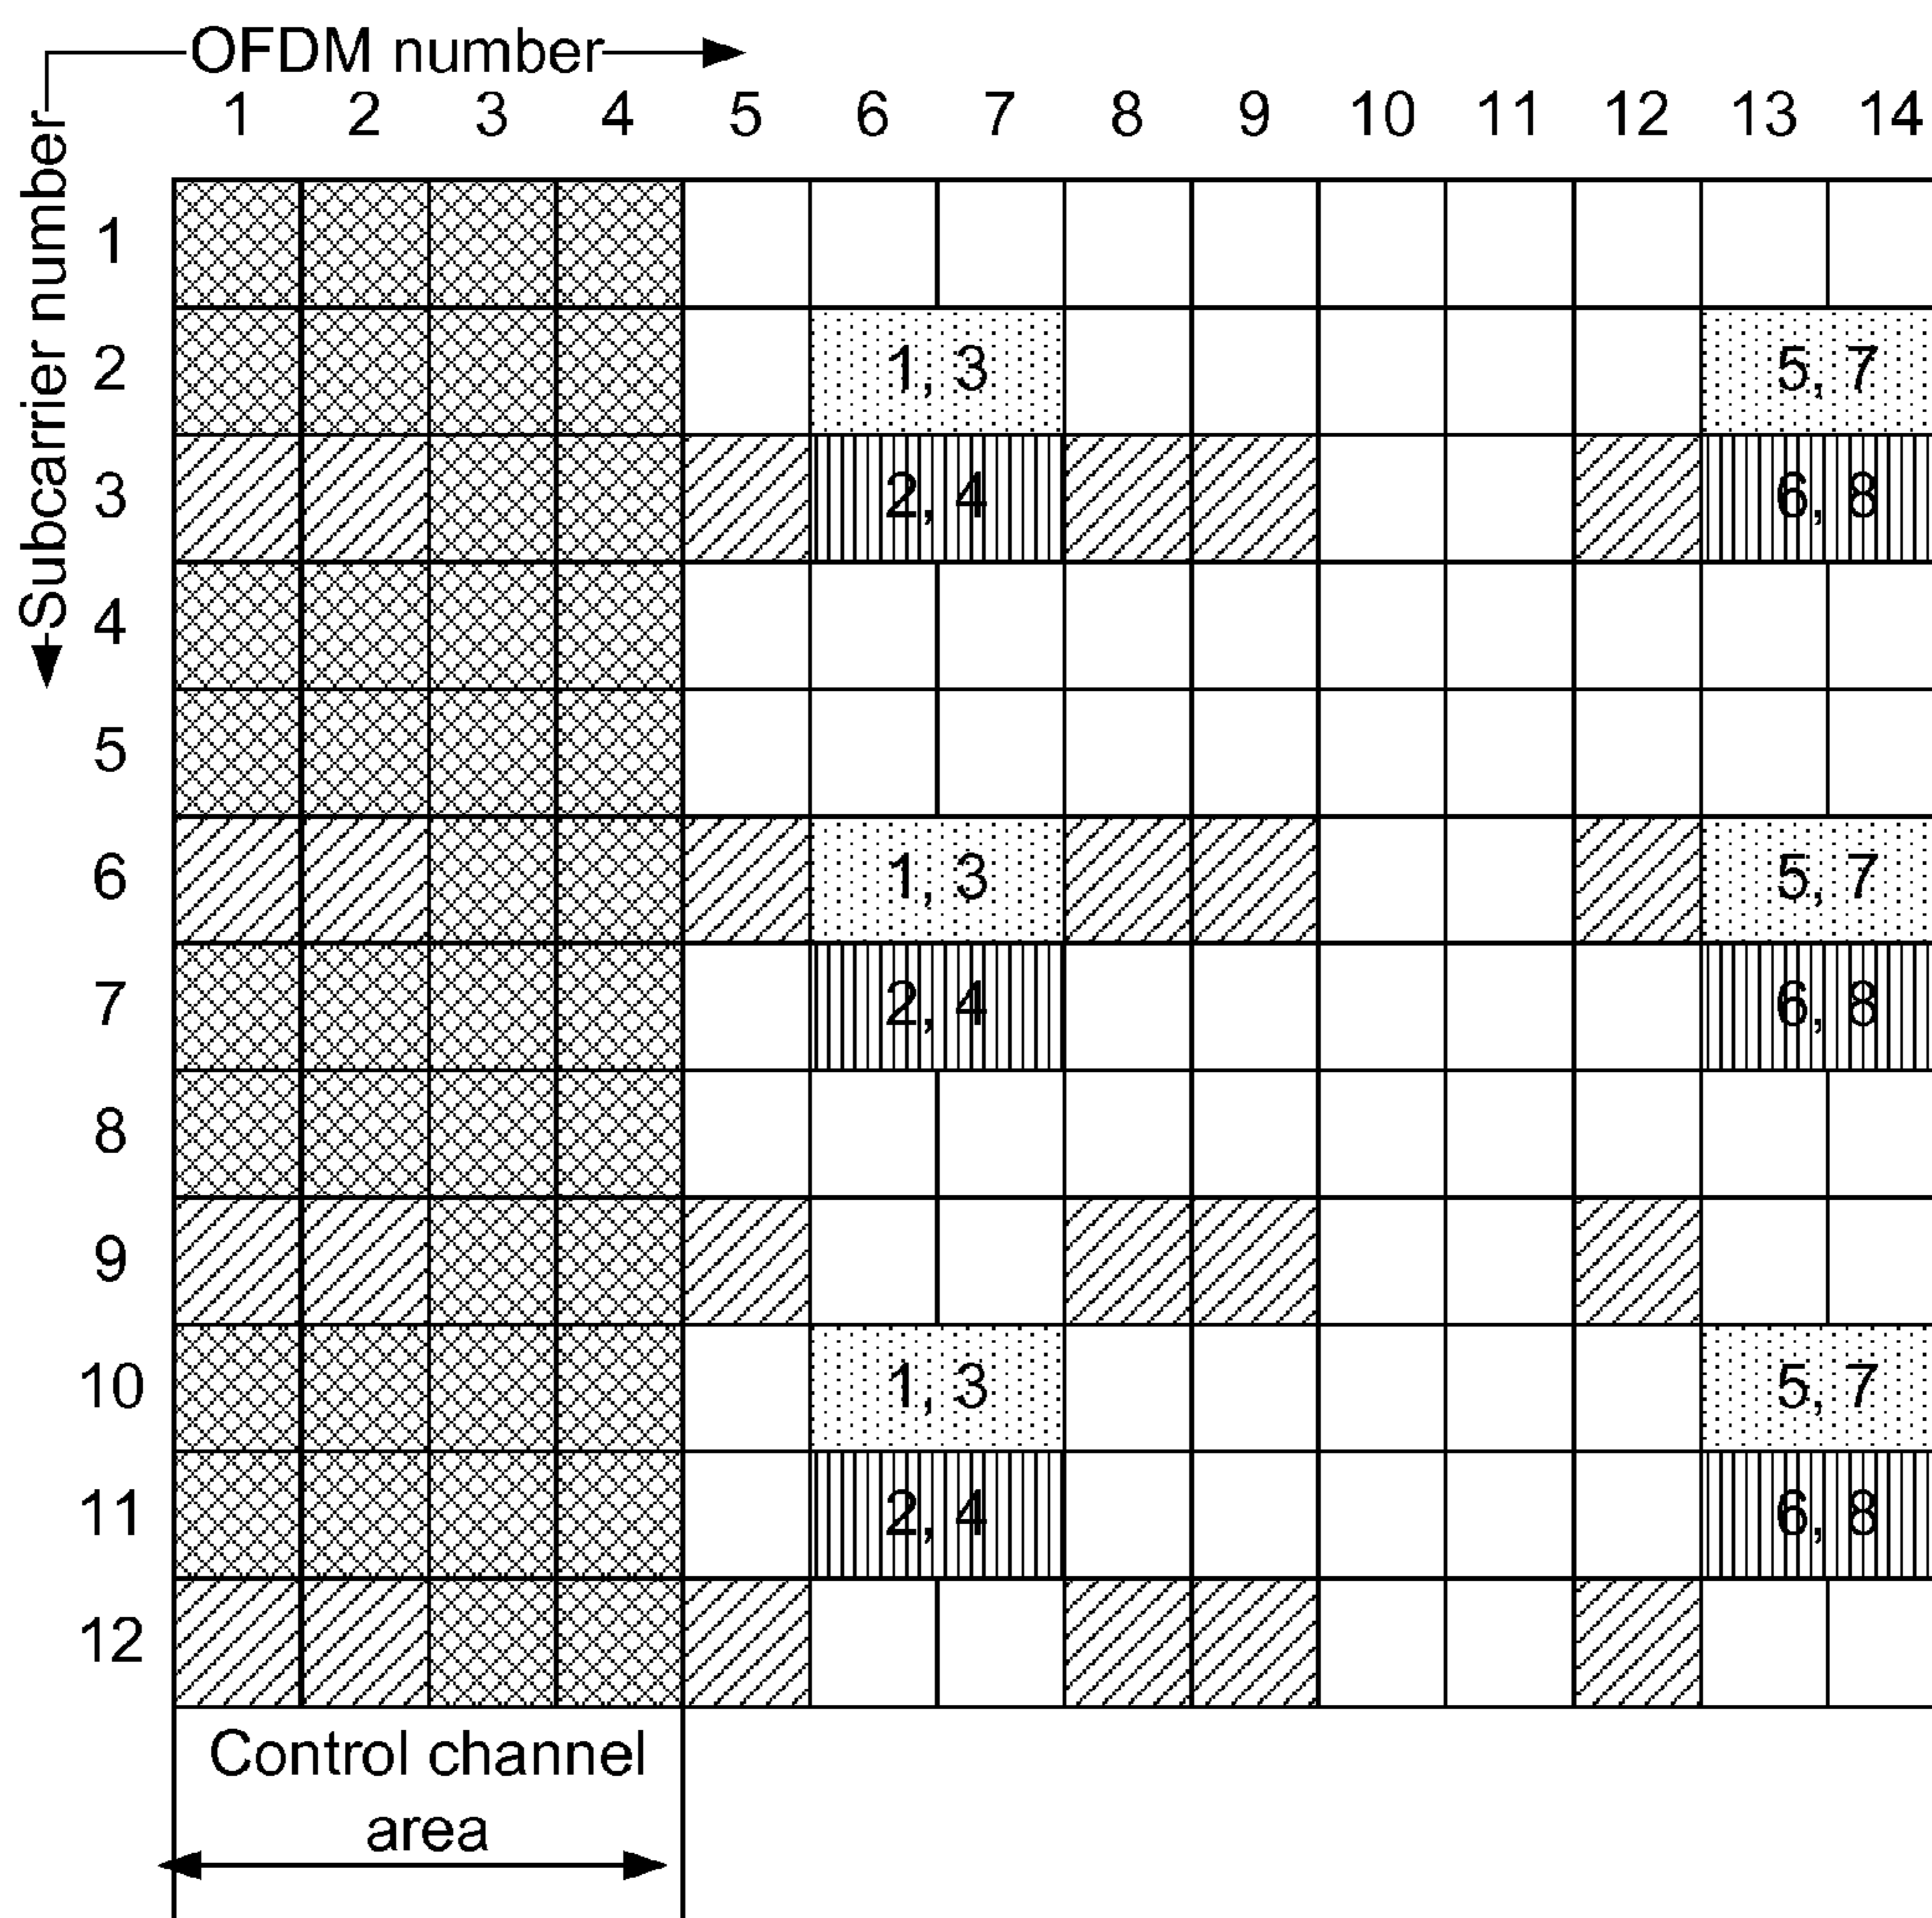 OFDM number
1 2 3 4 5 6 7 8 9 10 11 12 13 14
Subcarrier number
1
2 1, 3 5, 7
3 2, 4 6, 8
4
5
6 1, 3 5, 7
7 2, 4 6, 8
8
9
10 1, 3 5, 7
11 2, 4 6, 8
12
Control channel
area